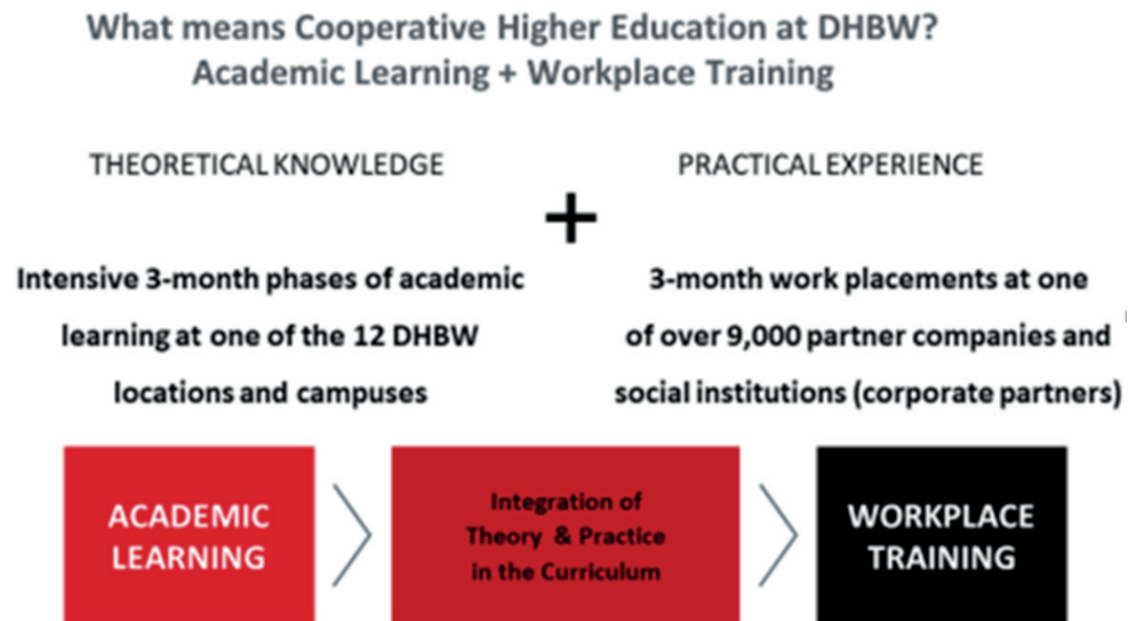 What means Cooperative Higher Education at DHBW?
Academic Learning + Workplace Training
THEORETICAL KNOWLEDGE
+
PRACTICAL EXPERIENCE
Intensive 3-month phases of academic
learning at one of the 12 DHBW
locations and campuses
3-month work placements at one
of over 9,000 partner companies and
social institutions (corporate partners)
ACADEMIC
LEARNING
Integration of
Theory & Practice
in the Curriculum
WORKPLACE
TRAINING